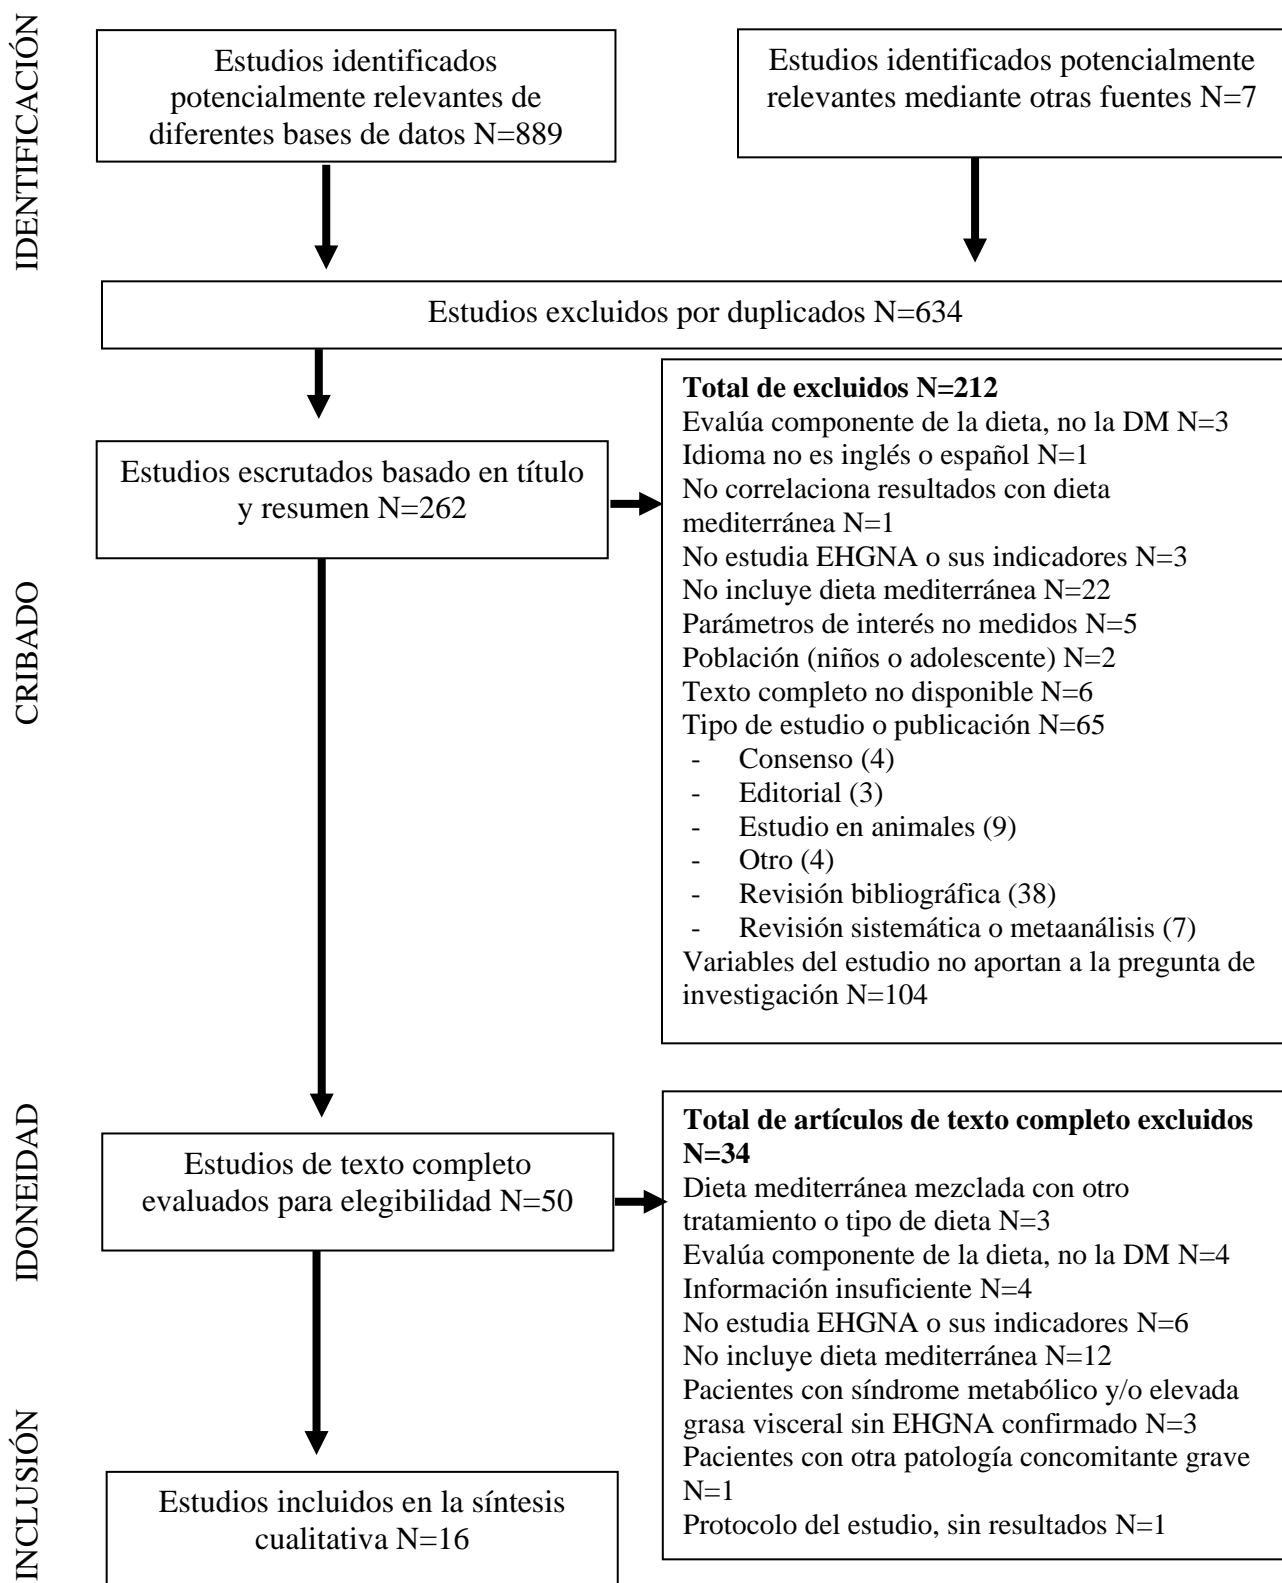 IDENTIFICACIÓN
Estudios identificados
potencialmente relevantes de
diferentes bases de datos N=889
Estudios identificados potencialmente
relevantes mediante otras fuentes N=7
Estudios excluidos por duplicados N=634
CRIBADO
Estudios escrutados basado en título
y resumen N=262
Total de excluidos N=212
Evalúa componente de la dieta, no la DM N=3
Idioma no es inglés o español N=1
No correlaciona resultados con dieta
mediterránea N=1
No estudia EHGNA o sus indicadores N=3
No incluye dieta mediterránea N=22
Parámetros de interés no medidos N=5
Población (niños o adolescente) N=2
Texto completo no disponible N=6
Tipo de estudio o publicación N=65
- Consenso (4)
- Editorial (3)
- Estudio en animales (9)
- Otro (4)
- Revisión bibliográfica (38)
- Revisión sistemática o metaanálisis (7)
Variables del estudio no aportan a la pregunta de
investigación N=104
IDONEIDAD
Estudios de texto completo
evaluados para elegibilidad N=50
Total de artículos de texto completo excluidos
N=34
Dieta mediterránea mezclada con otro
tratamiento o tipo de dieta N=3
Evalúa componente de la dieta, no la DM N=4
Información insuficiente N=4
No estudia EHGNA o sus indicadores N=6
No incluye dieta mediterránea N=12
Pacientes con síndrome metabólico y/o elevada
grasa visceral sin EHGNA confirmado N=3
Pacientes con otra patología concomitante grave
N=1
Protocolo del estudio, sin resultados N=1
INCLUSIÓN
Estudios incluidos en la síntesis
cualitativa N=16